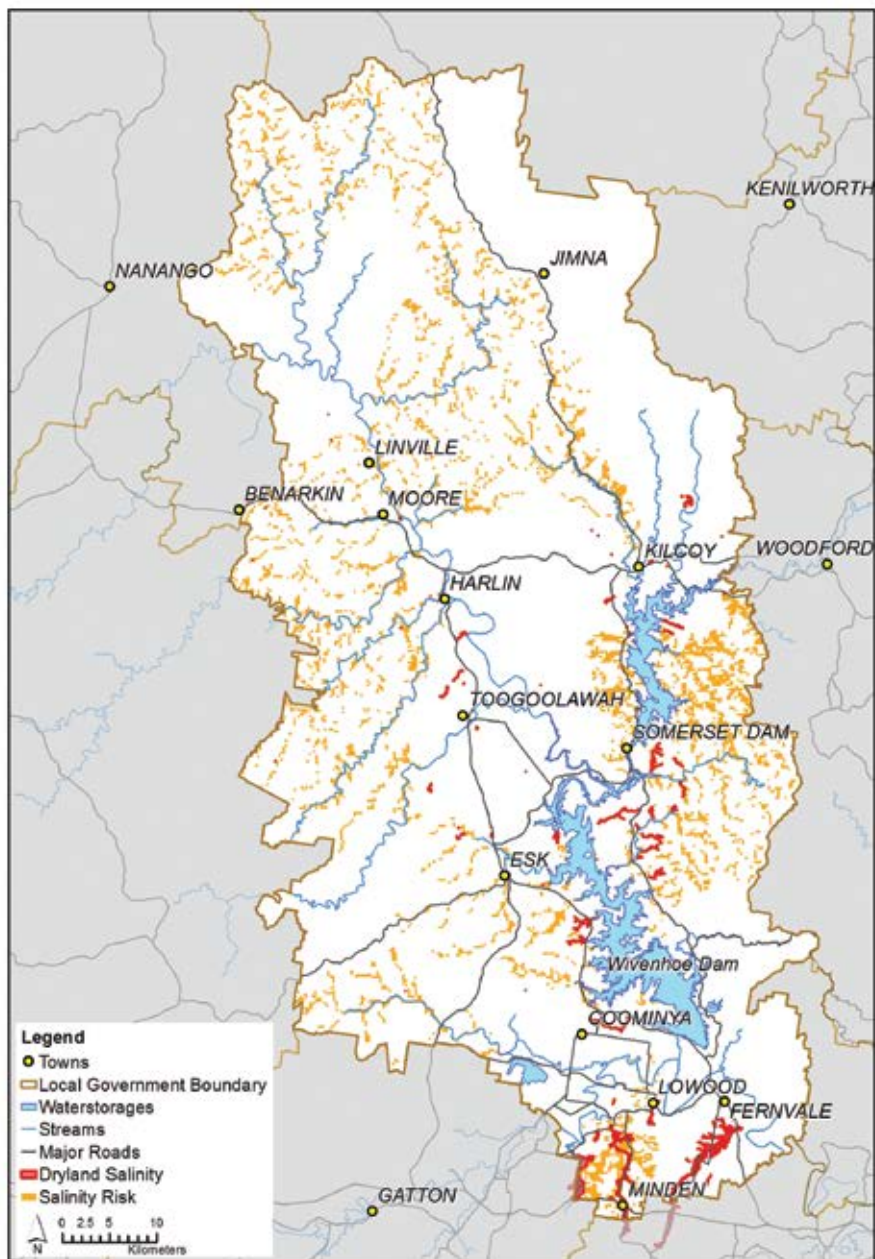 KENILWORTH
NANANGO
JIMNA
LINVILLE
BENARKIN
MOORE
KILCOY
WOODFORD
HARLIN
TOOGOOLAWAH
SOMERSET DAM
ESK
Wivenhoe Dam
COOMINYA
LOWOOD
FERNVALE
MINDEN
GATTON
Legend
Towns
Local Government Boundary
Waterstorages
Streams
Major Roads
Dryland Salinity
Salinity Risk
N
0 2.5 5 10
Kilometers